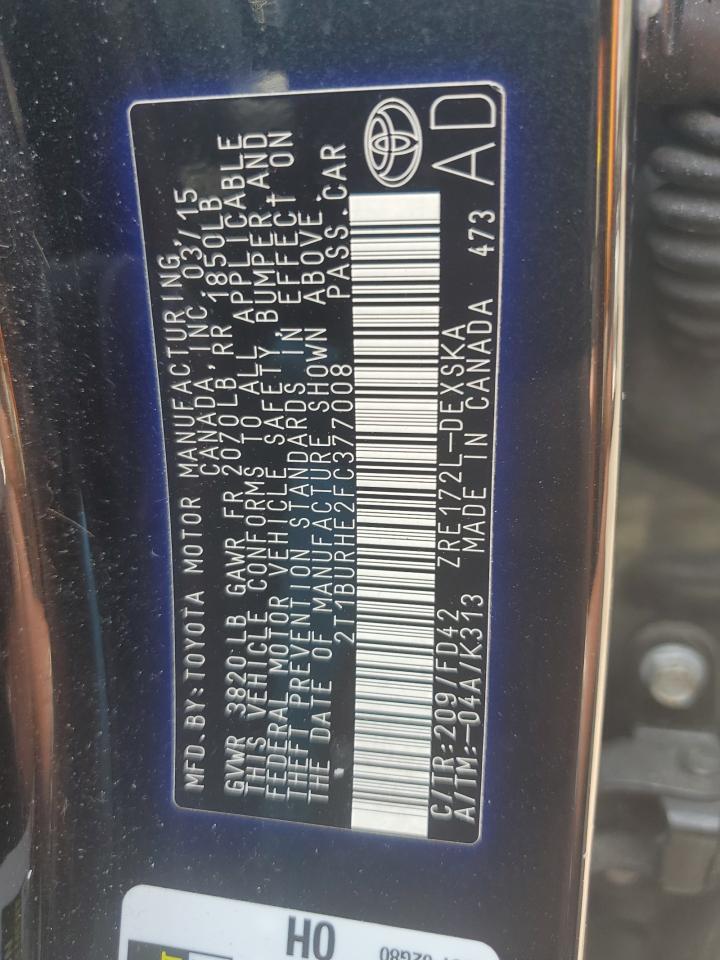 MFD.BY:TOYOTA MOTOR MANUFACTURING,
CANADA,INC. 03/15
GVWR 3820LB GAWR FR 2070LB,RR 1850LB
THIS VEHICLE CONFORMS TO ALL APPLICABLE
FEDERAL MOTOR VEHICLE SAFETY, BUMPER,AND
THEFT PREVENTION STANDARDS IN EFFECT ON
THE DATE OF MANUFACTURE SHOWN ABOVE.
2T1BURHE2FC377008 PASS.CAR
C/TR:209/FD42 ZRE172L-DEXSKA
A/TM:-04A/K313 MADE IN CANADA 473
AD
HO
02G80